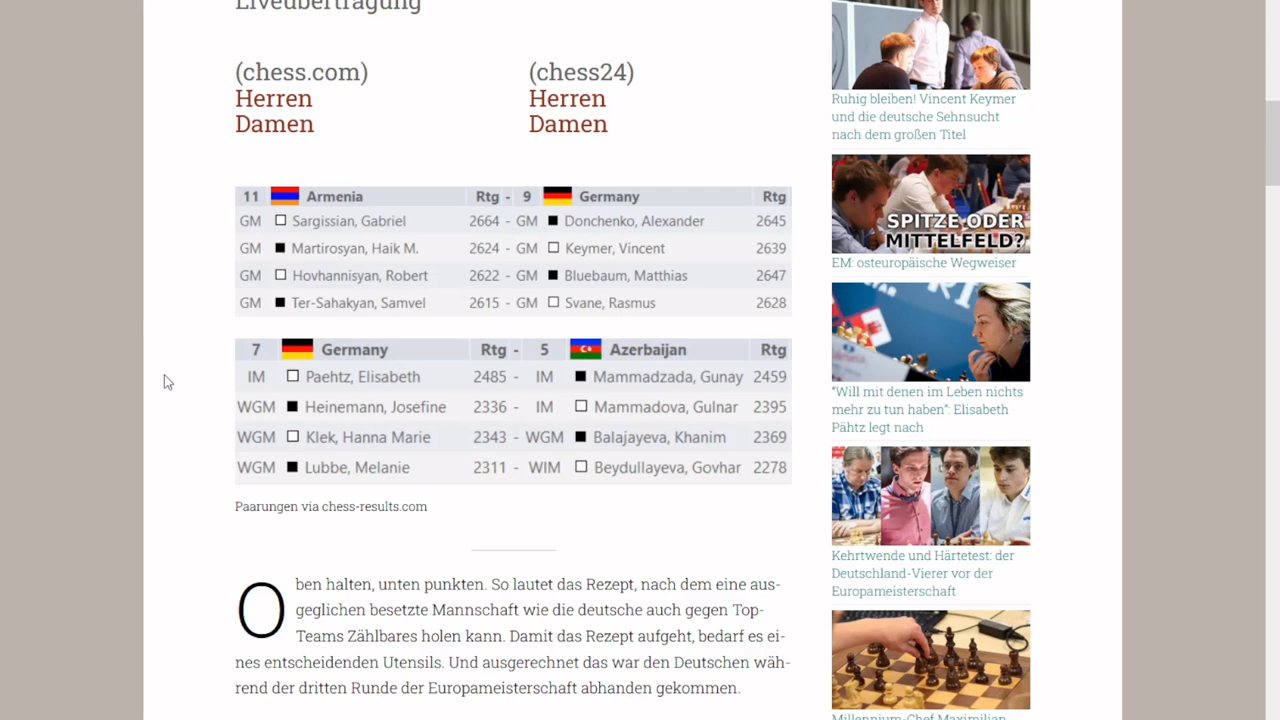 Liveübertragung
(chess.com)
Herren
Damen
(chess24)
Herren
Damen
11 Armenia Rtg - 9 Germany Rtg
GM Sargissian, Gabriel 2664 - GM Donchenko, Alexander 2645
GM Martirosyan, Haik M. 2624 - GM Keymer, Vincent 2639
GM Hovhannisyan, Robert 2622 - GM Bluebaum, Matthias 2647
GM Ter-Sahakyan, Samvel 2615 - GM Svane, Rasmus 2628
7 Germany Rtg - 5 Azerbaijan Rtg
IM Paehtz, Elisabeth 2485 - IM Mammadzada, Gunay 2459
WGM Heinemann, Josefine 2336 - IM Mammadova, Gulnar 2395
WGM Klek, Hanna Marie 2343 - WGM Balajayeva, Khanim 2369
WGM Lubbe, Melanie 2311 - WIM Beydullayeva, Govhar 2278
Paarungen via chess-results.com
Oben halten, unten punkten. So lautet das Rezept, nach dem eine aus-
geglichen besetzte Mannschaft wie die deutsche auch gegen Top-
Teams Zählbares holen kann. Damit das Rezept aufgeht, bedarf es ei-
nes entscheidenden Utensils. Und ausgerechnet das war den Deutschen wäh-
rend der dritten Runde der Europameisterschaft abhanden gekommen.
Ruhig bleiben! Vincent Keymer
und die deutsche Sehnsucht
nach dem großen Titel
SPITZE ODER
MITTELFELD?
EM: osteuropäische Wegweiser
“Will mit denen im Leben nichts
mehr zu tun haben”: Elisabeth
Pähtz legt nach
Kehrtwende und Härtetest: der
Deutschland-Vierer vor der
Europameisterschaft
Millennium-Chef Maximilian